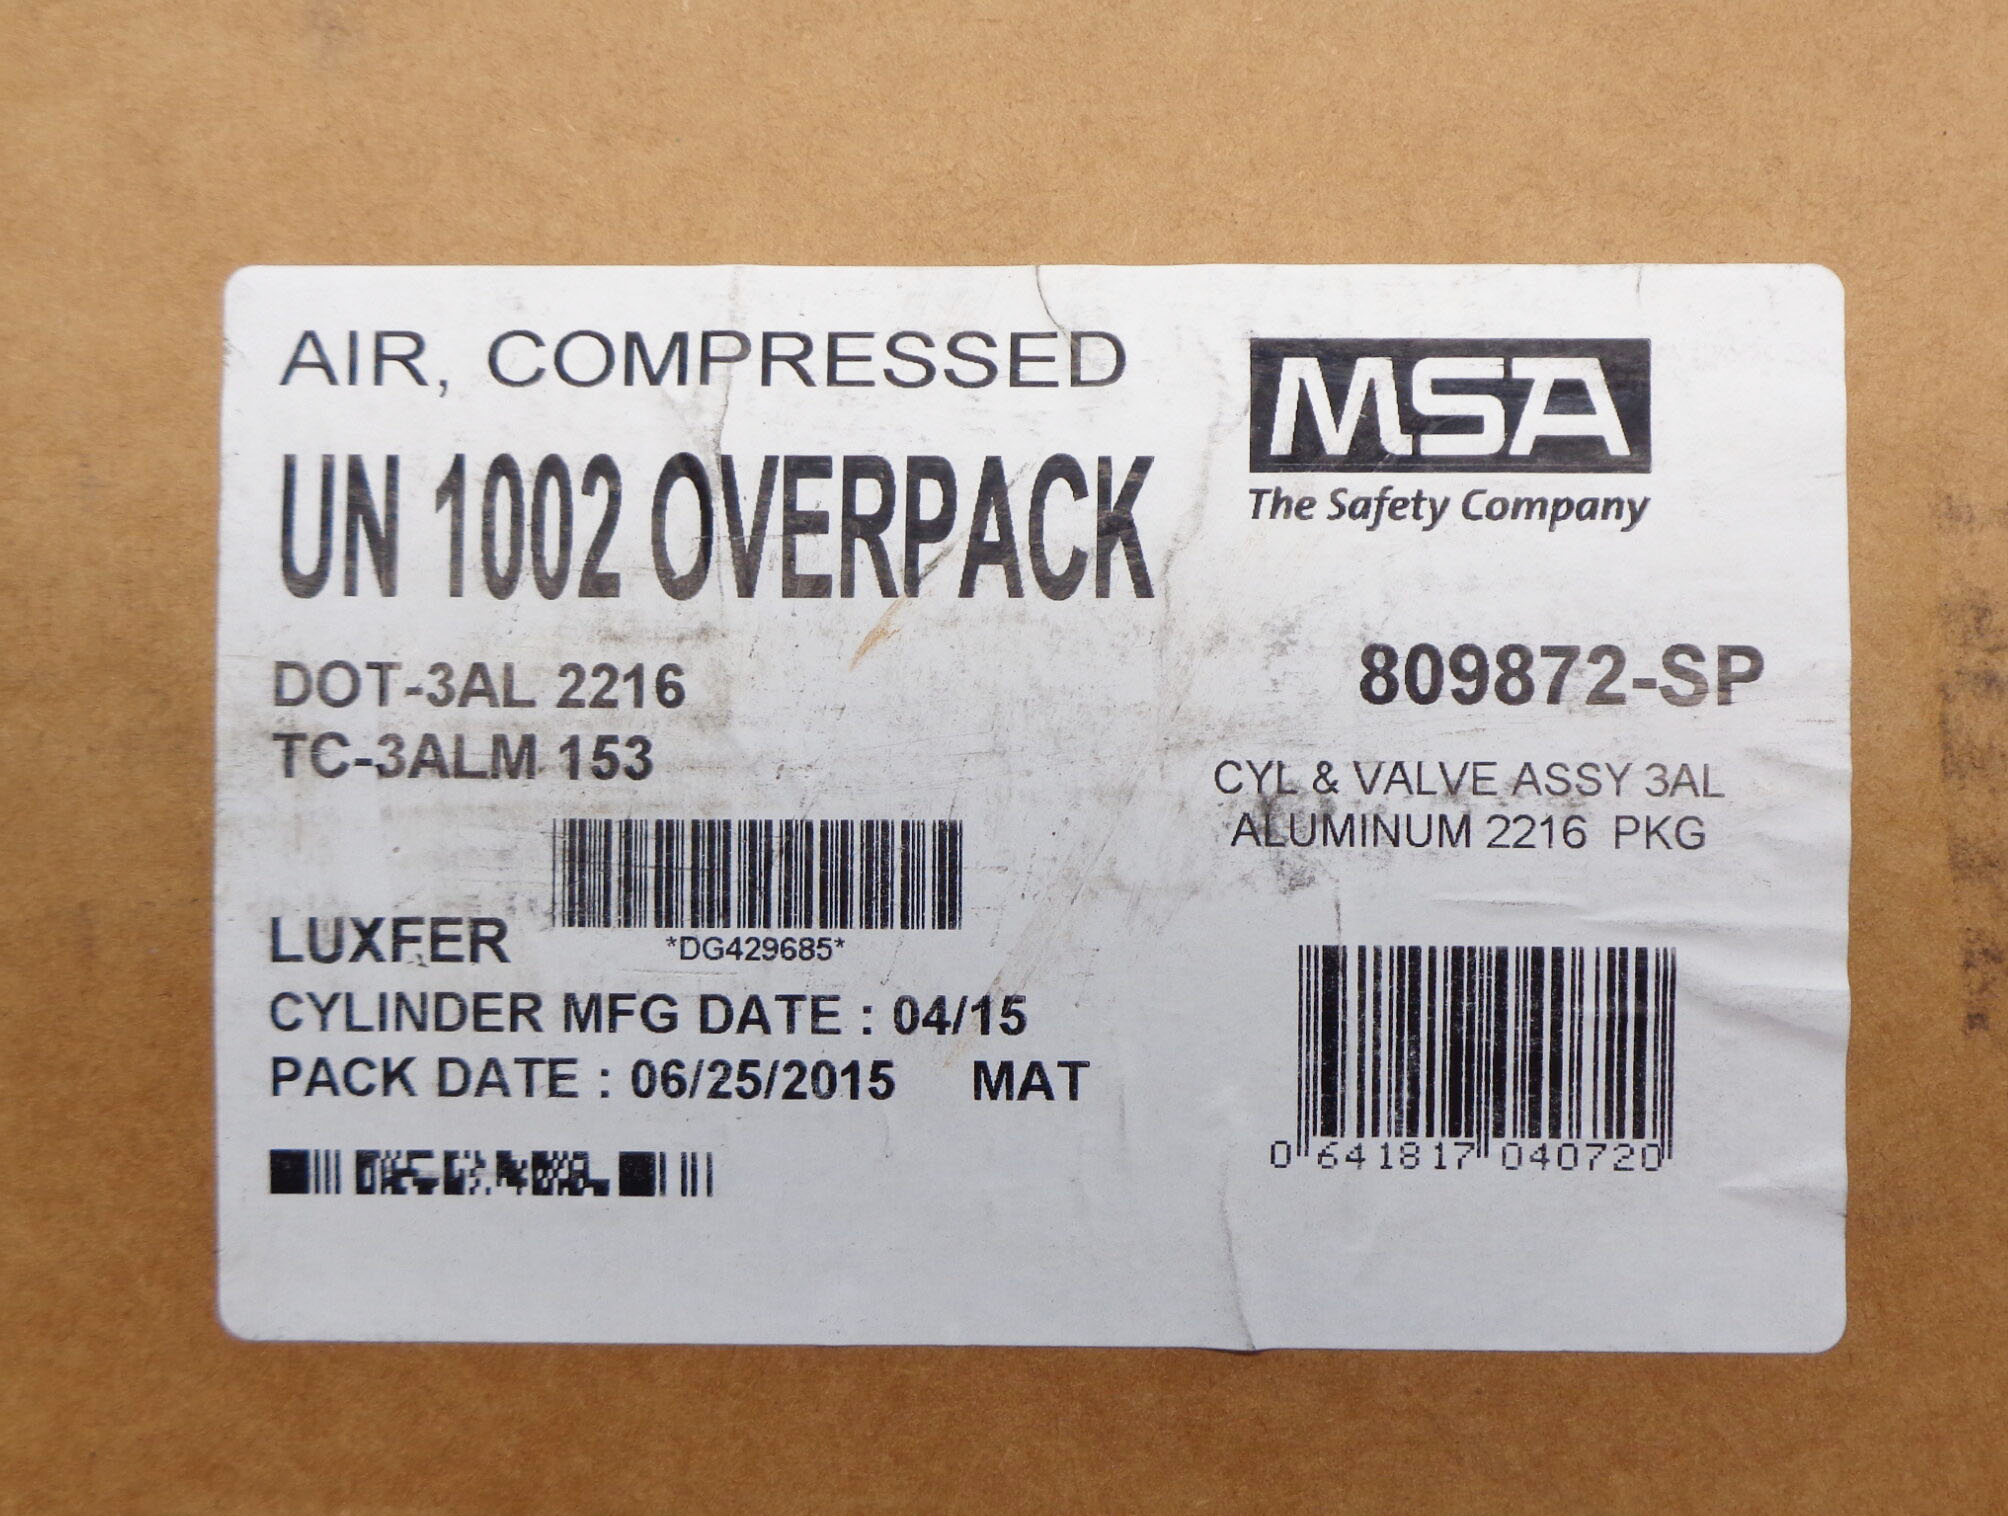 AIR, COMPRESSED
UN 1002 OVERPACK
DOT-3AL 2216
TC-3ALM 153
LUXFER
*DG429685*
CYLINDER MFG DATE : 04/15
PACK DATE : 06/25/2015 MAT
MSA
The Safety Company
809872-SP
CYL & VALVE ASSY 3AL
ALUMINUM 2216 PKG
0 641817 040720